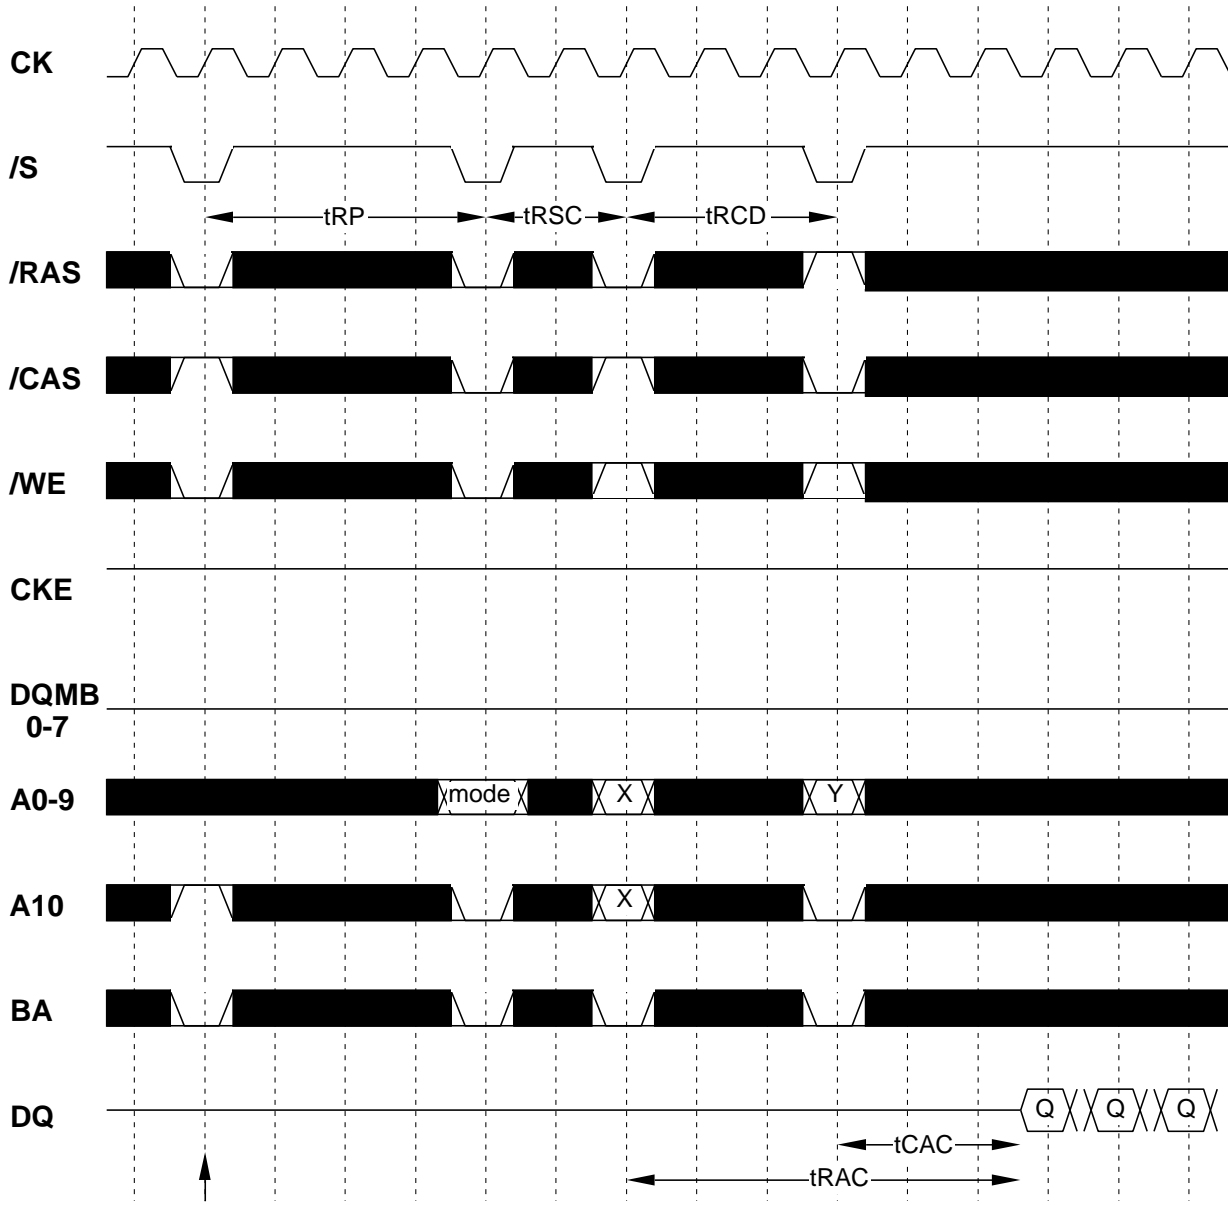 CK
/S
tRP tRSC tRCD
/RAS
/CAS
/WE
CKE
DQMB
0-7
A0-9 mode X Y
A10 X
BA
DQ Q Q Q
tCAC
tRAC